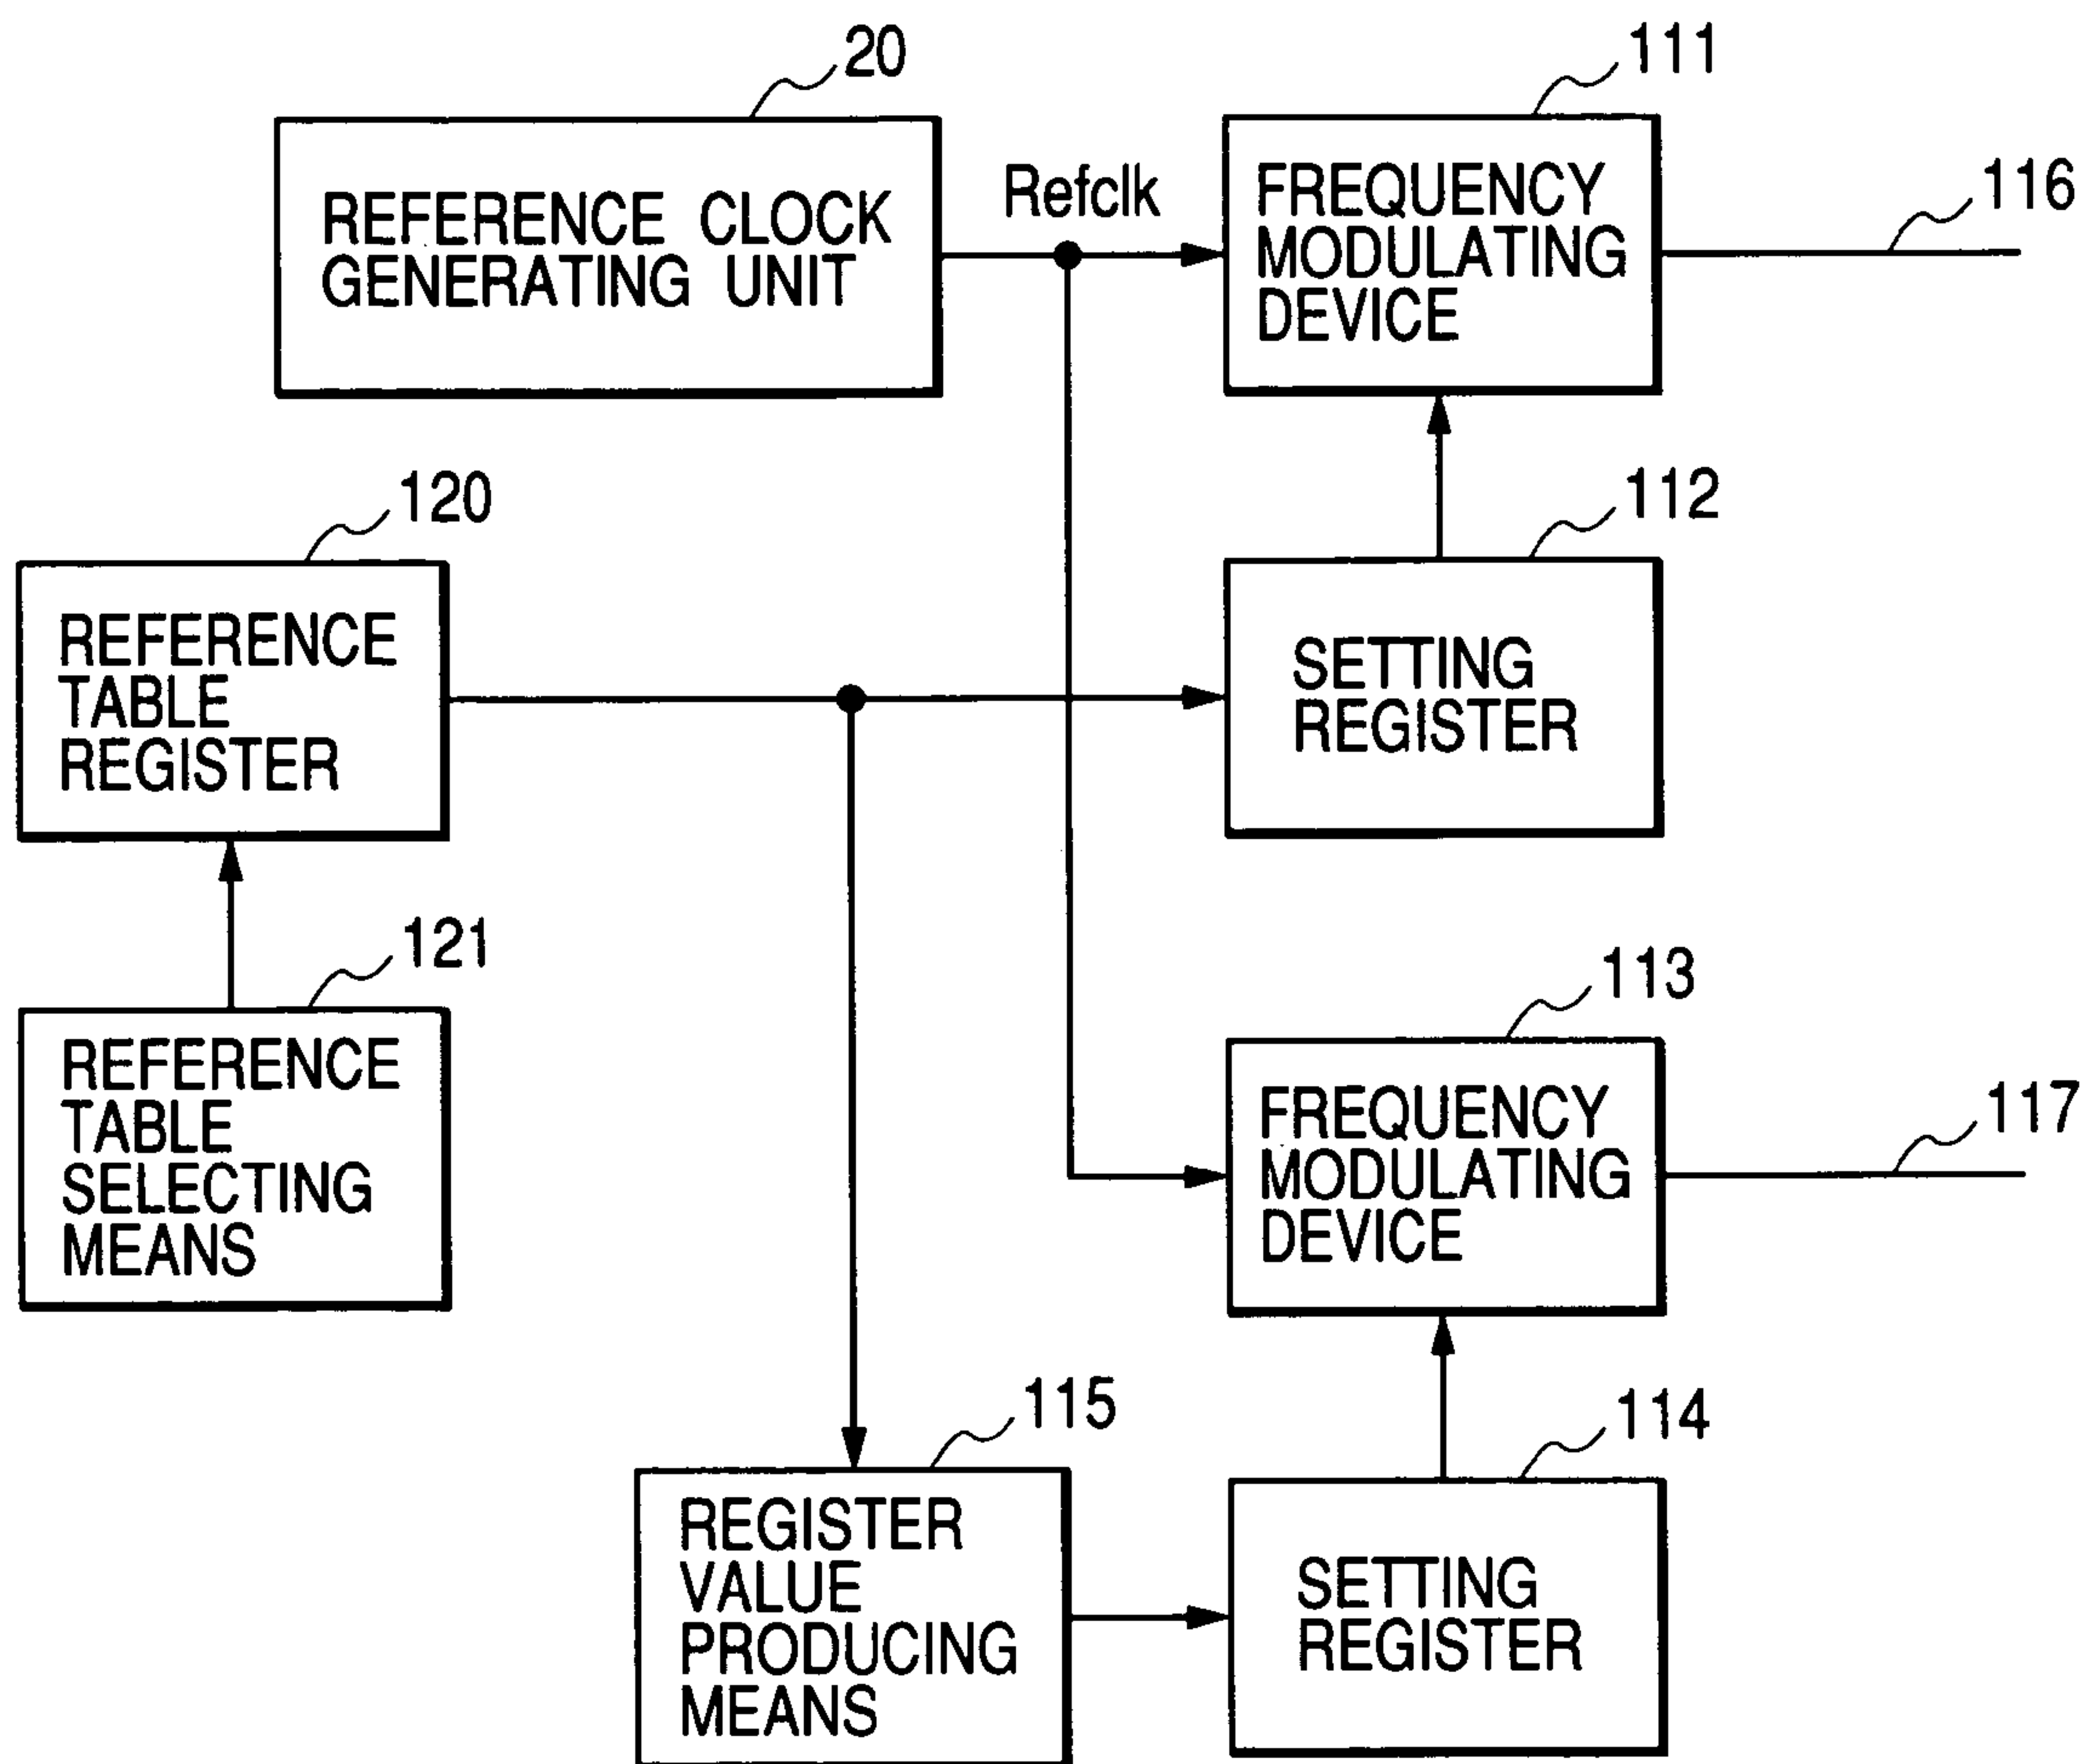 20
111
REFERENCE CLOCK
GENERATING UNIT
Refclk
FREQUENCY
MODULATING
DEVICE
116
120
112
REFERENCE
TABLE
REGISTER
SETTING
REGISTER
121
113
REFERENCE
TABLE
SELECTING
MEANS
FREQUENCY
MODULATING
DEVICE
117
115
114
REGISTER
VALUE
PRODUCING
MEANS
SETTING
REGISTER